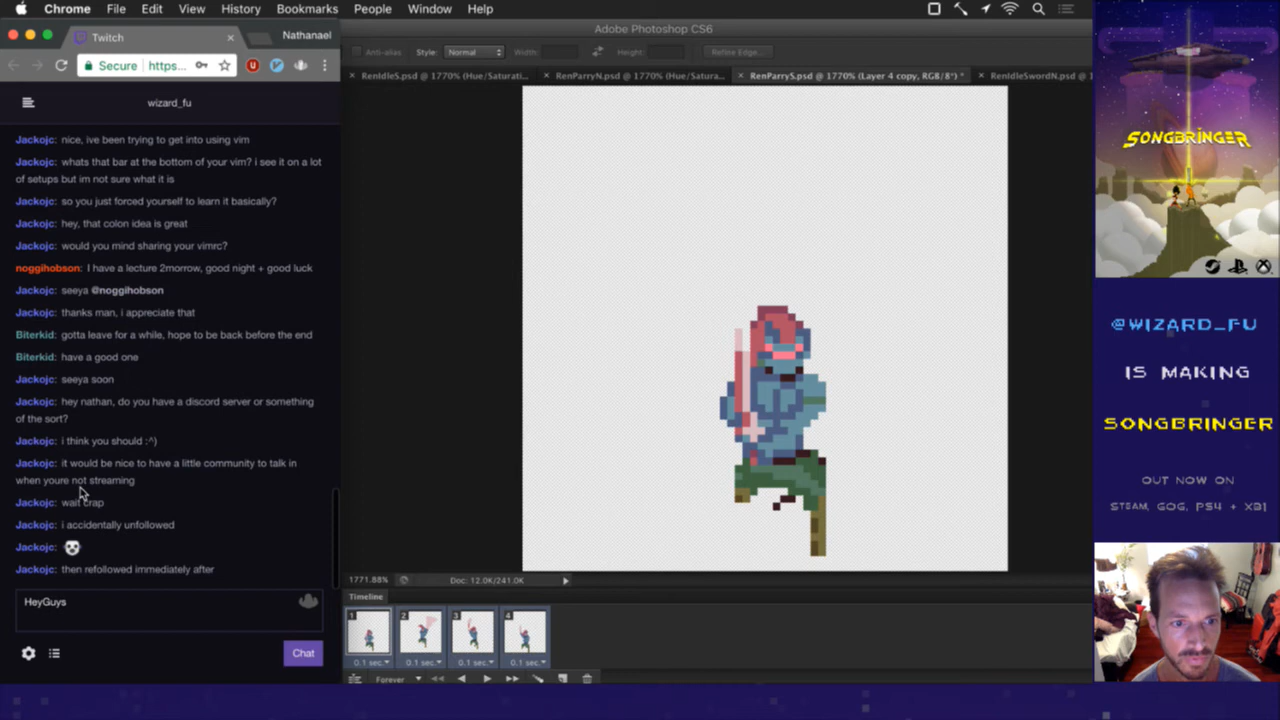 Chrome File Edit View History Bookmarks People Window Help
Twitch
Nathanael
Secure https...
wizard_fu
Jackojc: nice, ive been trying to get into using vim
Jackojc: whats that bar at the bottom of your vim? i see it on a lot
of setups but im not sure what it is
Jackojc: so you just forced yourself to learn it basically?
Jackojc: hey, that colon idea is great
Jackojc: would you mind sharing your vimrc?
noggihobson: I have a lecture 2morrow, good night + good luck
Jackojc: seeya @noggihobson
Jackojc: thanks man, i appreciate that
Biterkid: gotta leave for a while, hope to be back before the end
Biterkid: have a good one
Jackojc: seeya soon
Jackojc: hey nathan, do you have a discord server or something
of the sort?
Jackojc: i think you should :^)
Jackojc: it would be nice to have a little community to talk in
when youre not streaming
Jackojc: wait crap
Jackojc: i accidentally unfollowed
Jackojc:
Jackojc: then refollowed immediately after
HeyGuys
Chat
Adobe Photoshop CS6
Anti-alias Style: Normal Width: Height: Refine Edge...
RenIdleS.psd @ 1770% (Hue/Saturati... RenParryN.psd @ 1770% (Hue/Satura... RenParryS.psd @ 1770% (Layer 4 copy, RGB/8*) * RenIdleSwordN.psd @ 1
1771.88% Doc: 12.0K/241.0K
Timeline
1 2 3 4
0.1 sec. 0.1 sec. 0.1 sec. 0.1 sec.
Forever
SONGBRINGER
@WIZARD_FU
IS MAKING
SONGBRINGER
OUT NOW ON
STEAM, GOG, PS4 + XB1